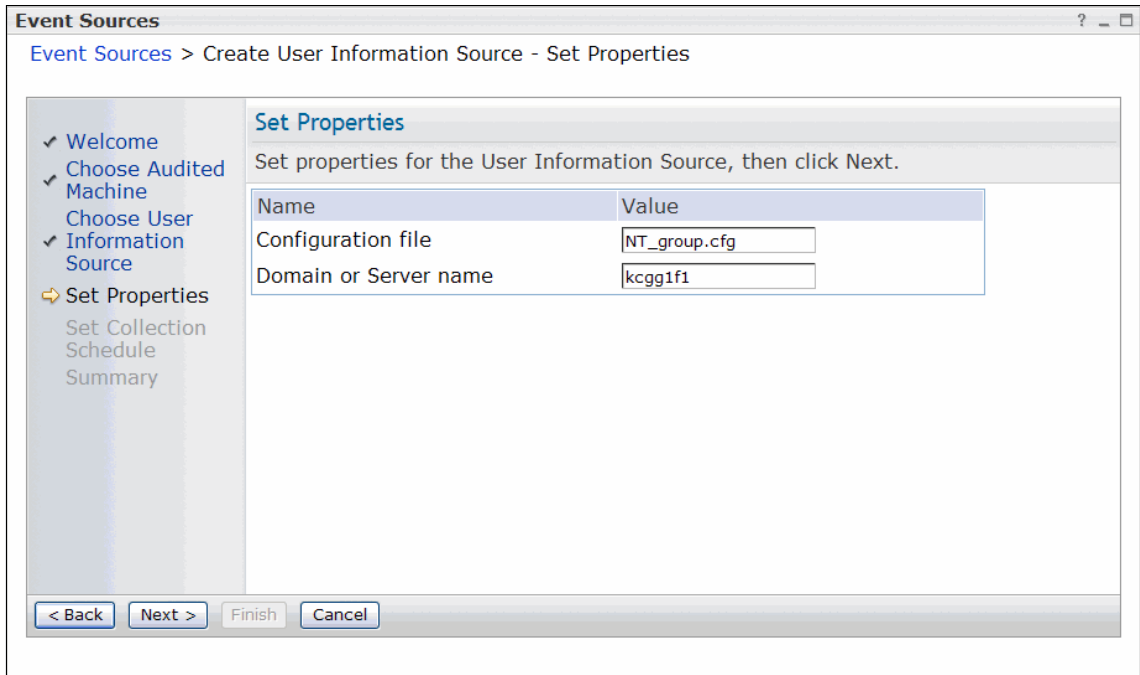 Event Sources
?
Event Sources > Create User Information Source - Set Properties
Welcome
Choose Audited
Machine
Choose User
Information
Source
Set Properties
Set Collection
Schedule
Summary
Set Properties
Set properties for the User Information Source, then click Next.
Name Value
Configuration file NT_group.cfg
Domain or Server name kcgg1f1
< Back Next > Finish Cancel